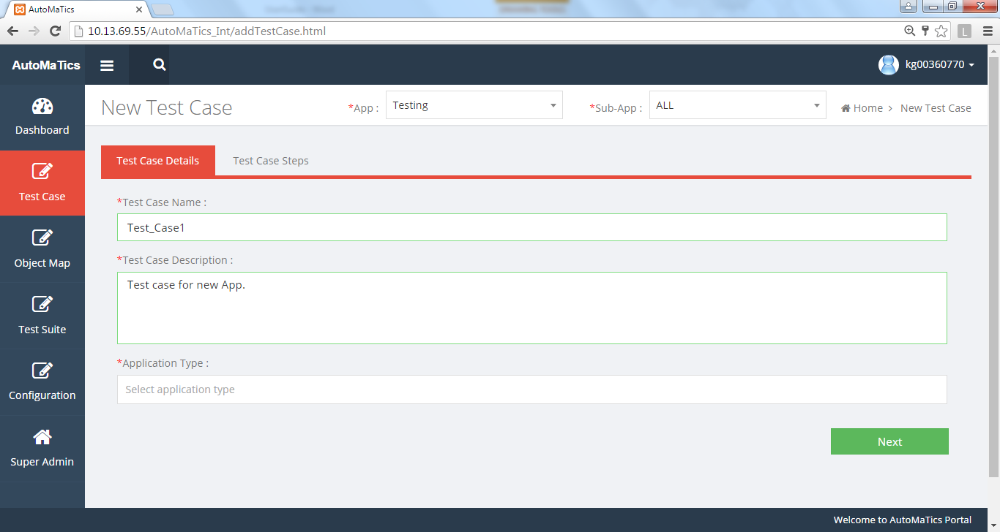 AutoMaTics
10.13.69.55/AutoMaTics_Int/addTestCase.html
L
AutoMaTics
kg00360770
New Test Case
*App :
Testing
*Sub-App :
ALL
Home > New Test Case
Dashboard
Test Case
Object Map
Test Suite
Configuration
Super Admin
Test Case Details
Test Case Steps
*Test Case Name :
Test_Case1
*Test Case Description :
Test case for new App.
*Application Type :
Select application type
Next
Welcome to AutoMaTics Portal